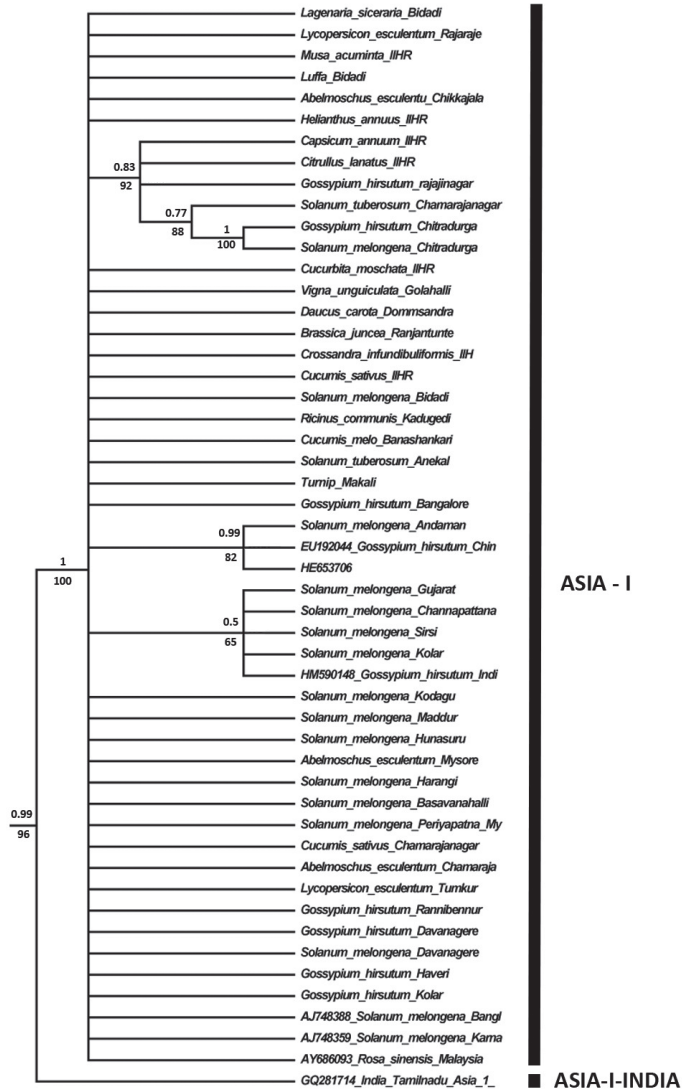 Lagenaria_siceraria_Bidadi
Lycopersicon_esculentum_Rajaraje
Musa_acuminta_IIHR
Luffa_Bidadi
Abelmoschus_esculentu_Chikkajala
Helianthus_annuus_IIHR
Capsicum_annuum_IIHR
0.83
Citrullus_lanatus_IIHR
92
Gossypium_hirsutum_rajajinagar
0.77
Solanum_tuberosum_Chamarajanagar
88
1
Gossypium_hirsutum_Chitradurga
100
Solanum_melongena_Chitradurga
Cucurbita_moschata_IIHR
Vigna_unguiculata_Golahalli
Daucus_carota_Dommsandra
Brassica_juncea_Ranjantunte
Crossandra_infundibuliformis_IIH
Cucumis_sativus_IIHR
Solanum_melongena_Bidadi
Ricinus_communis_Kadugedi
Cucumis_melo_Banashankari
Solanum_tuberosum_Anekal
Turnip_Makali
Gossypium_hirsutum_Bangalore
Solanum_melongena_Andaman
0.99
EU192044_Gossypium_hirsutum_Chin
82
HE653706
1
100
Solanum_melongena_Gujarat
ASIA - I
Solanum_melongena_Channapattana
0.5
Solanum_melongena_Sirsi
65
Solanum_melongena_Kolar
HM590148_Gossypium_hirsutum_Indi
Solanum_melongena_Kodagu
Solanum_melongena_Maddur
Solanum_melongena_Hunasuru
Abelmoschus_esculentum_Mysore
Solanum_melongena_Harangi
Solanum_melongena_Basavanahalli
0.99
Solanum_melongena_Periyapatna_My
96
Cucumis_sativus_Chamarajanagar
Abelmoschus_esculentum_Chamaraja
Lycopersicon_esculentum_Tumkur
Gossypium_hirsutum_Rannibennur
Gossypium_hirsutum_Davanagere
Solanum_melongena_Davanagere
Gossypium_hirsutum_Haveri
Gossypium_hirsutum_Kolar
AJ748388_Solanum_melongena_Bangl
AJ748359_Solanum_melongena_Karna
AY686093_Rosa_sinensis_Malaysia
GQ281714_India_Tamilnadu_Asia_1_
ASIA-I-INDIA